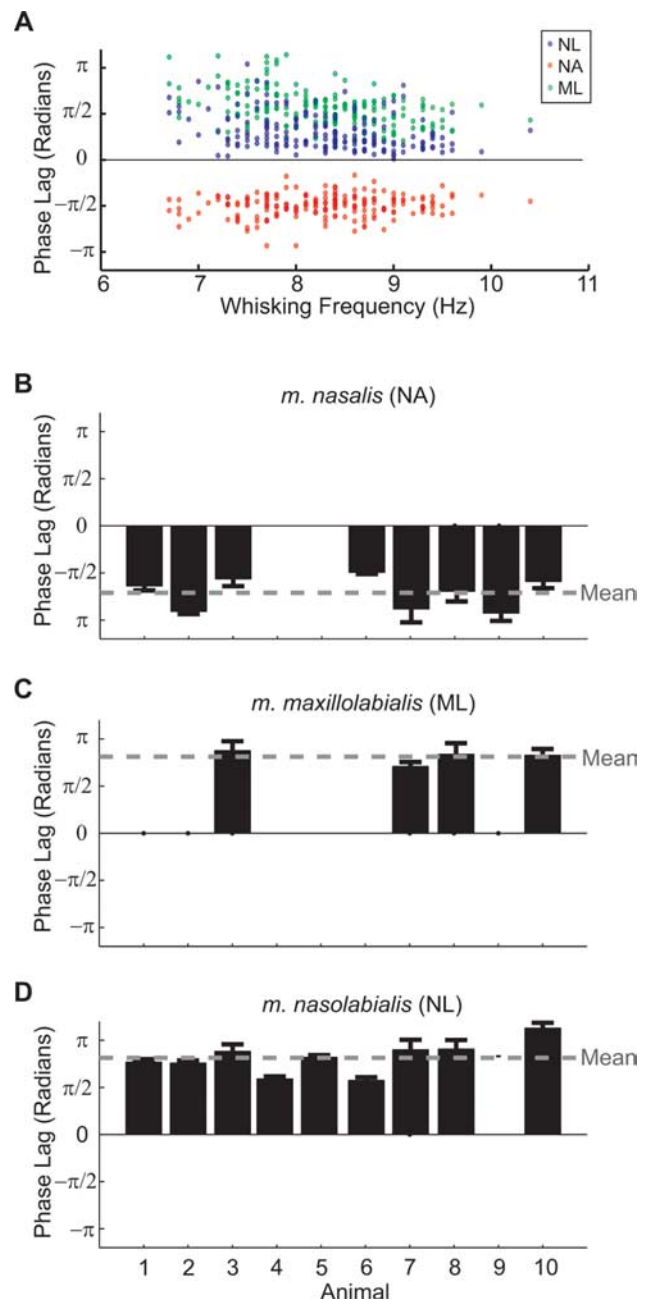 A
Phase Lag (Radians)
π
π/2
0
−π/2
−π
NL
NA
ML
6 7 8 9 10 11
Whisking Frequency (Hz)
B
m. nasalis (NA)
Phase Lag (Radians)
π
π/2
0
−π/2
π
Mean
C
m. maxillolabialis (ML)
Phase Lag (Radians)
π
π/2
0
−π/2
−π
Mean
D
m. nasolabialis (NL)
Phase Lag (Radians)
π
π/2
0
−π/2
−π
Mean
1 2 3 4 5 6 7 8 9 10
Animal